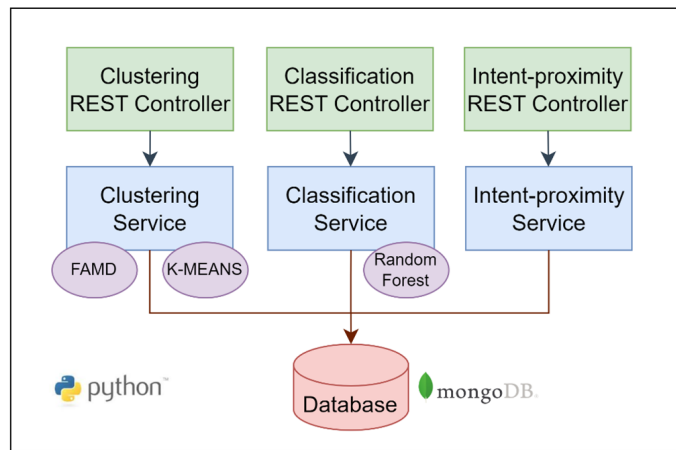 Clustering
REST Controller
Classification
REST Controller
Intent-proximity
REST Controller
Clustering
Service
Classification
Service
Intent-proximity
Service
FAMD
K-MEANS
Random
Forest
Database
python™
mongoDB®